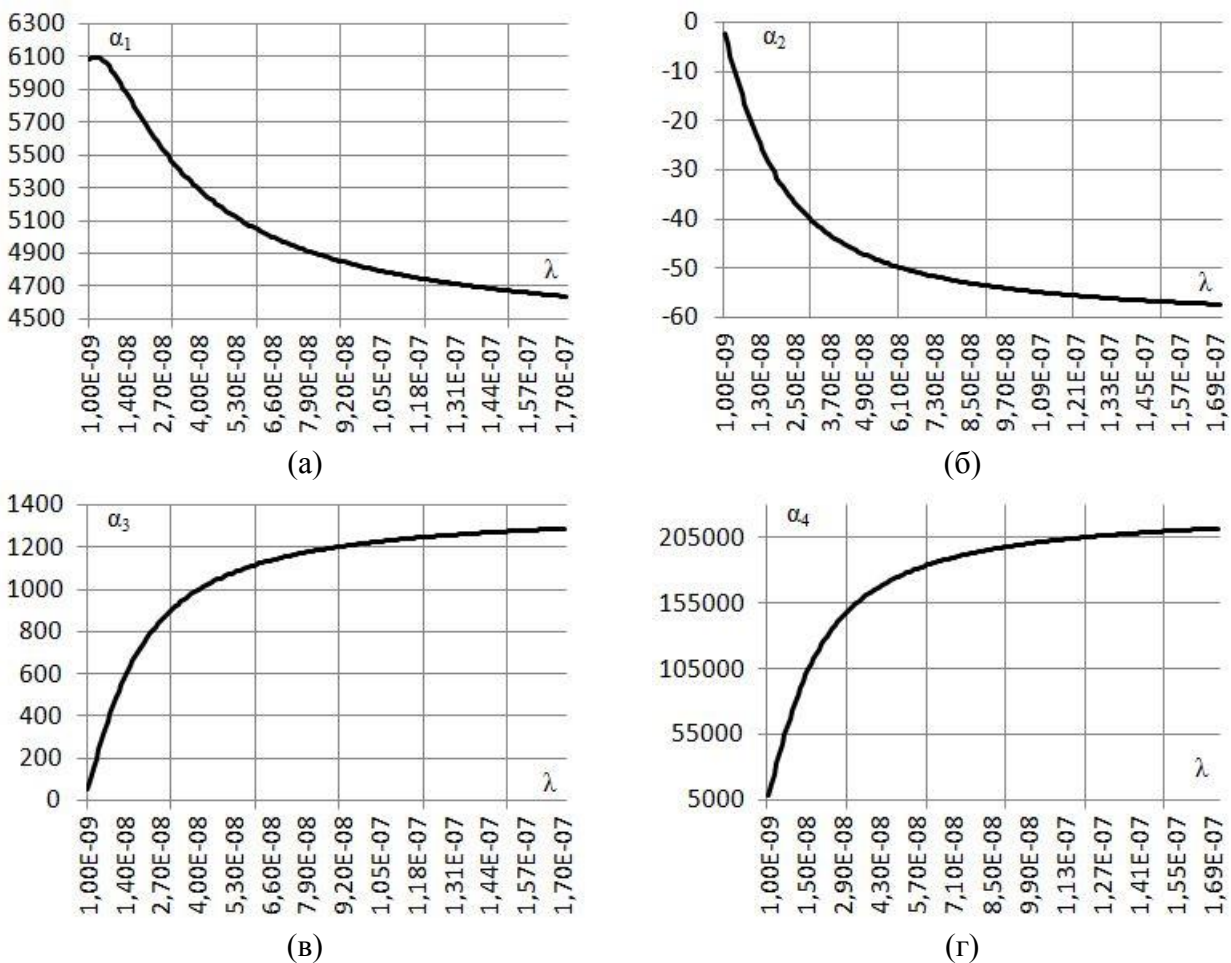 α1
6300
6100
5900
5700
5500
5300
5100
4900
4700
4500
λ
1,00E-09
1,40E-08
2,70E-08
4,00E-08
5,30E-08
6,60E-08
7,90E-08
9,20E-08
1,05E-07
1,18E-07
1,31E-07
1,44E-07
1,57E-07
1,70E-07
(а)
α2
0
-10
-20
-30
-40
-50
-60
λ
1,00E-09
1,30E-08
2,50E-08
3,70E-08
4,90E-08
6,10E-08
7,30E-08
8,50E-08
9,70E-08
1,09E-07
1,21E-07
1,33E-07
1,45E-07
1,57E-07
1,69E-07
(б)
α3
1400
1200
1000
800
600
400
200
0
λ
1,00E-09
1,40E-08
2,70E-08
4,00E-08
5,30E-08
6,60E-08
7,90E-08
9,20E-08
1,05E-07
1,18E-07
1,31E-07
1,44E-07
1,57E-07
1,70E-07
(в)
α4
205000
155000
105000
55000
5000
λ
1,00E-09
1,50E-08
2,90E-08
4,30E-08
5,70E-08
7,10E-08
8,50E-08
9,90E-08
1,13E-07
1,27E-07
1,41E-07
1,55E-07
1,69E-07
(г)